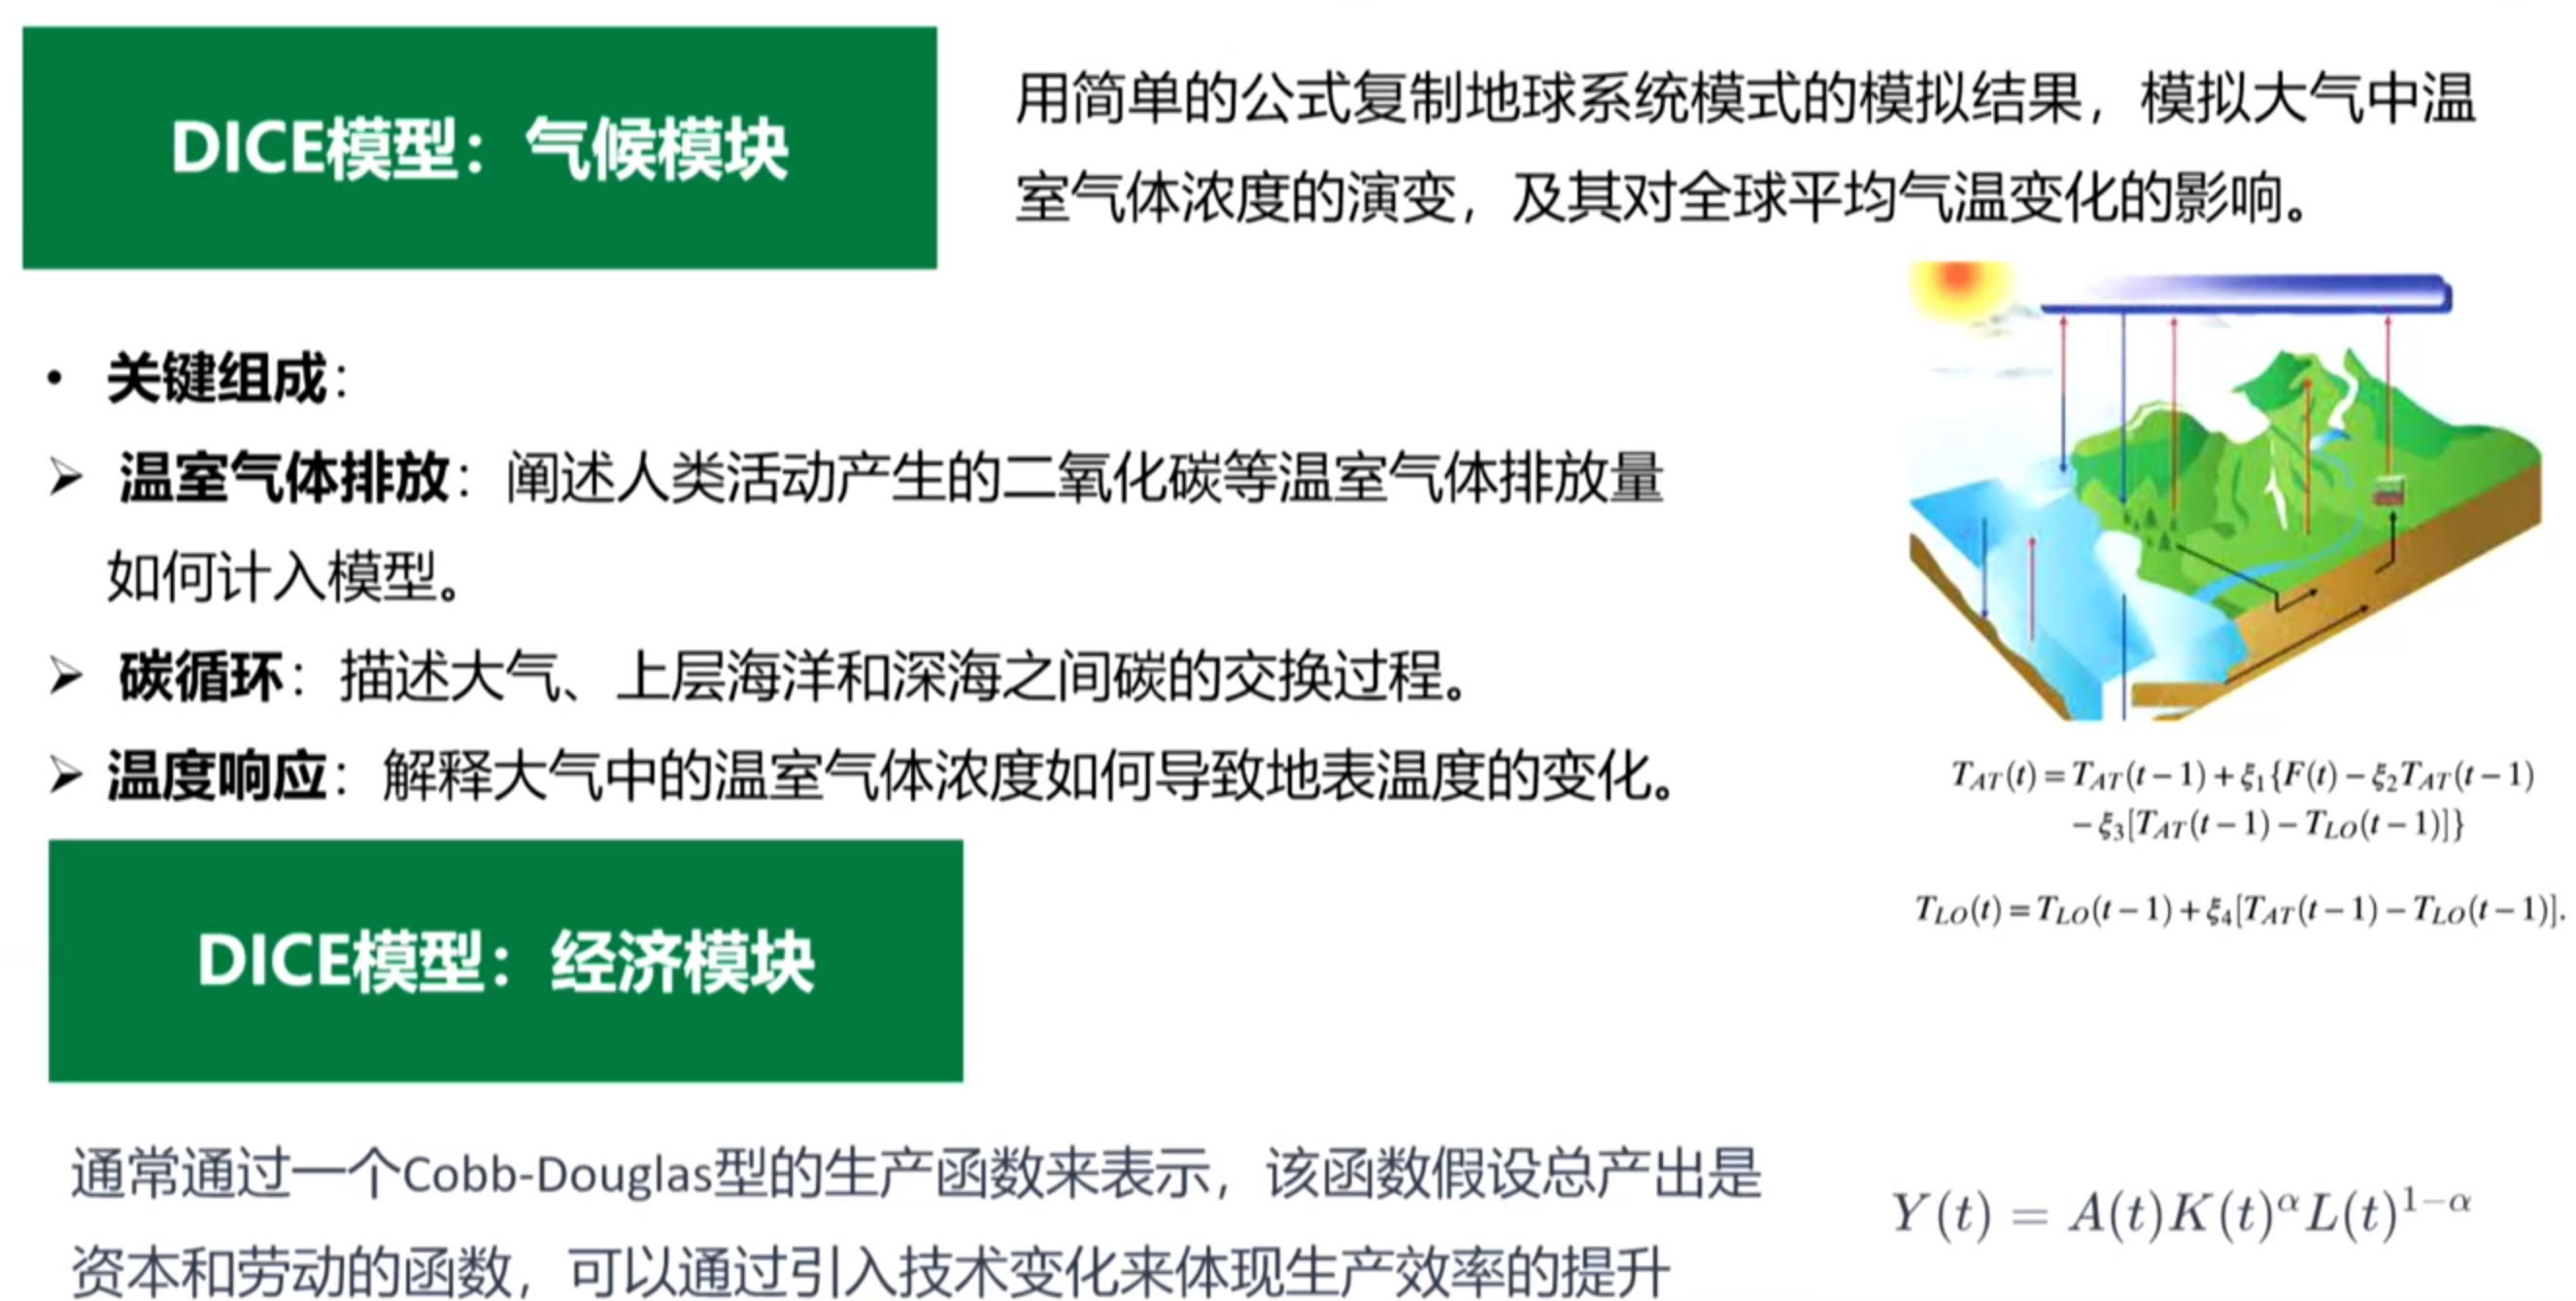 DICE模型：气候模块
用简单的公式复制地球系统模式的模拟结果，模拟大气中温
室气体浓度的演变，及其对全球平均气温变化的影响。
• 关键组成：
➢ 温室气体排放：阐述人类活动产生的二氧化碳等温室气体排放量
如何计入模型。
➢ 碳循环：描述大气、上层海洋和深海之间碳的交换过程。
➢ 温度响应：解释大气中的温室气体浓度如何导致地表温度的变化。
T_{AT}(t) = T_{AT}(t − 1) + ξ_1{F(t) − ξ_2T_{AT}(t − 1)
− ξ_3[T_{AT}(t − 1) − T_{LO}(t − 1)]}
T_{LO}(t) = T_{LO}(t − 1) + ξ_4[T_{AT}(t − 1) − T_{LO}(t − 1)].
DICE模型：经济模块
通常通过一个Cobb-Douglas型的生产函数来表示，该函数假设总产出是
资本和劳动的函数，可以通过引入技术变化来体现生产效率的提升
Y(t) = A(t)K(t)^α L(t)^{1−α}